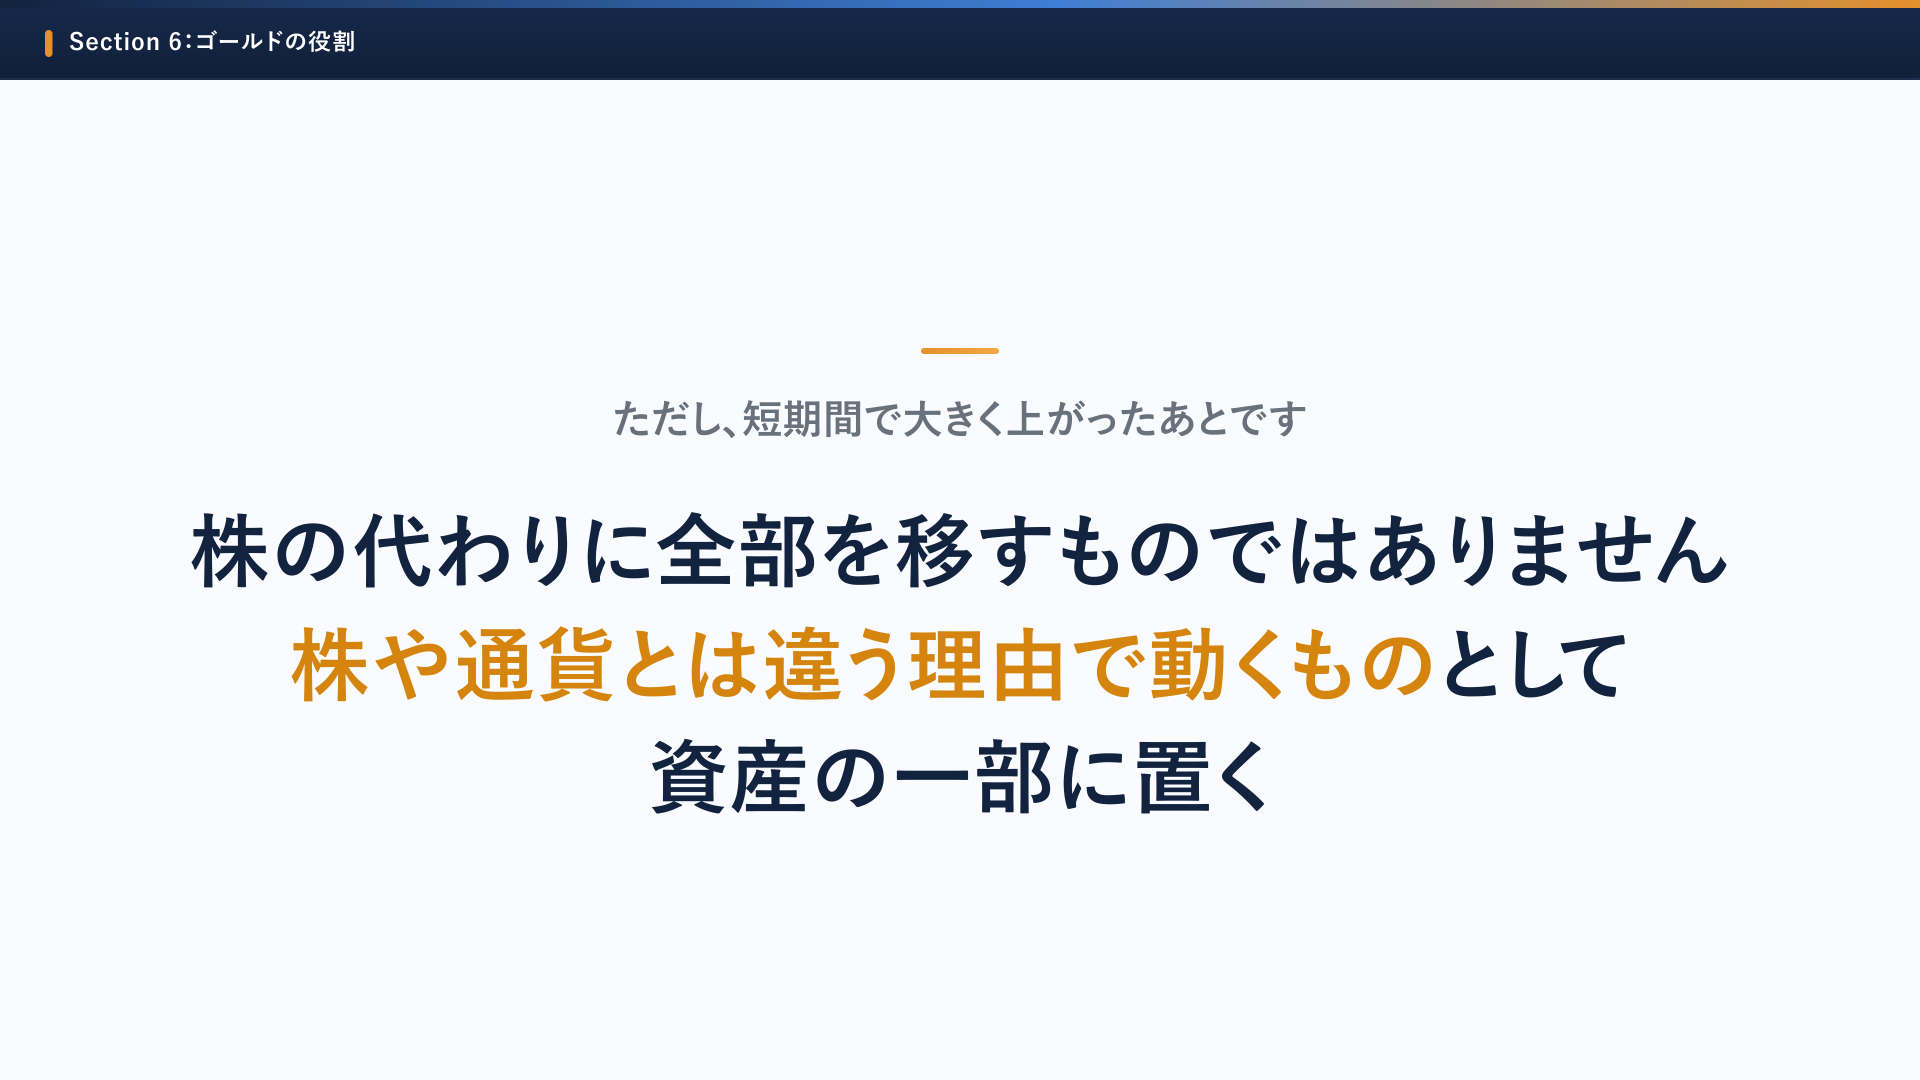 Section 6：ゴールドの役割
ただし、短期間で大きく上がったあとです
株の代わりに全部を移すものではありません
株や通貨とは違う理由で動くものとして
資産の一部に置く